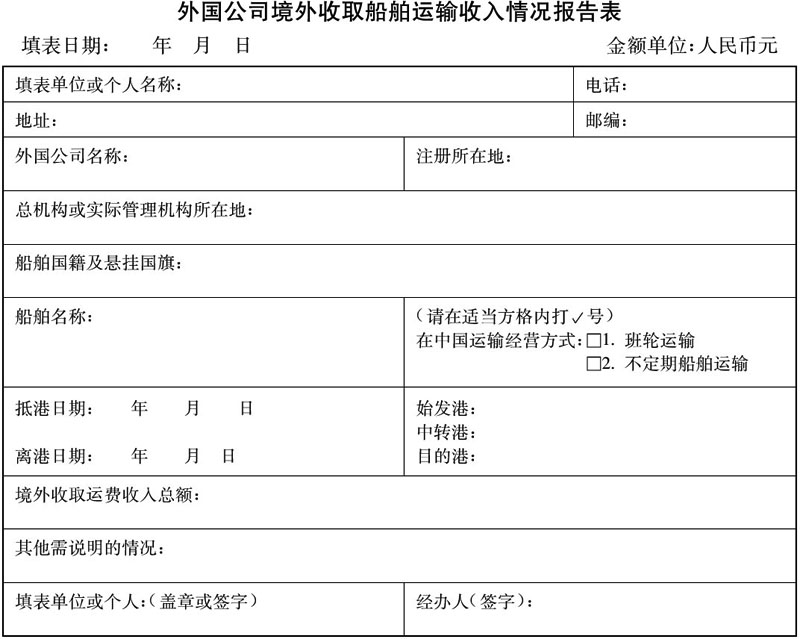 外国公司境外收取船舶运输收入情况报告表
填表日期： 年 月 日 金额单位：人民币元
填表单位或个人名称： 电话：
地址： 邮编：
外国公司名称： 注册所在地：
总机构或实际管理机构所在地：
船舶国籍及悬挂国旗：
船舶名称：
（请在适当方格内打✓号）
在中国运输经营方式：□1. 班轮运输
□2. 不定期船舶运输
抵港日期： 年 月 日
离港日期： 年 月 日
始发港：
中转港：
目的港：
境外收取运费收入总额：
其他需说明的情况：
填表单位或个人：（盖章或签字） 经办人（签字）：